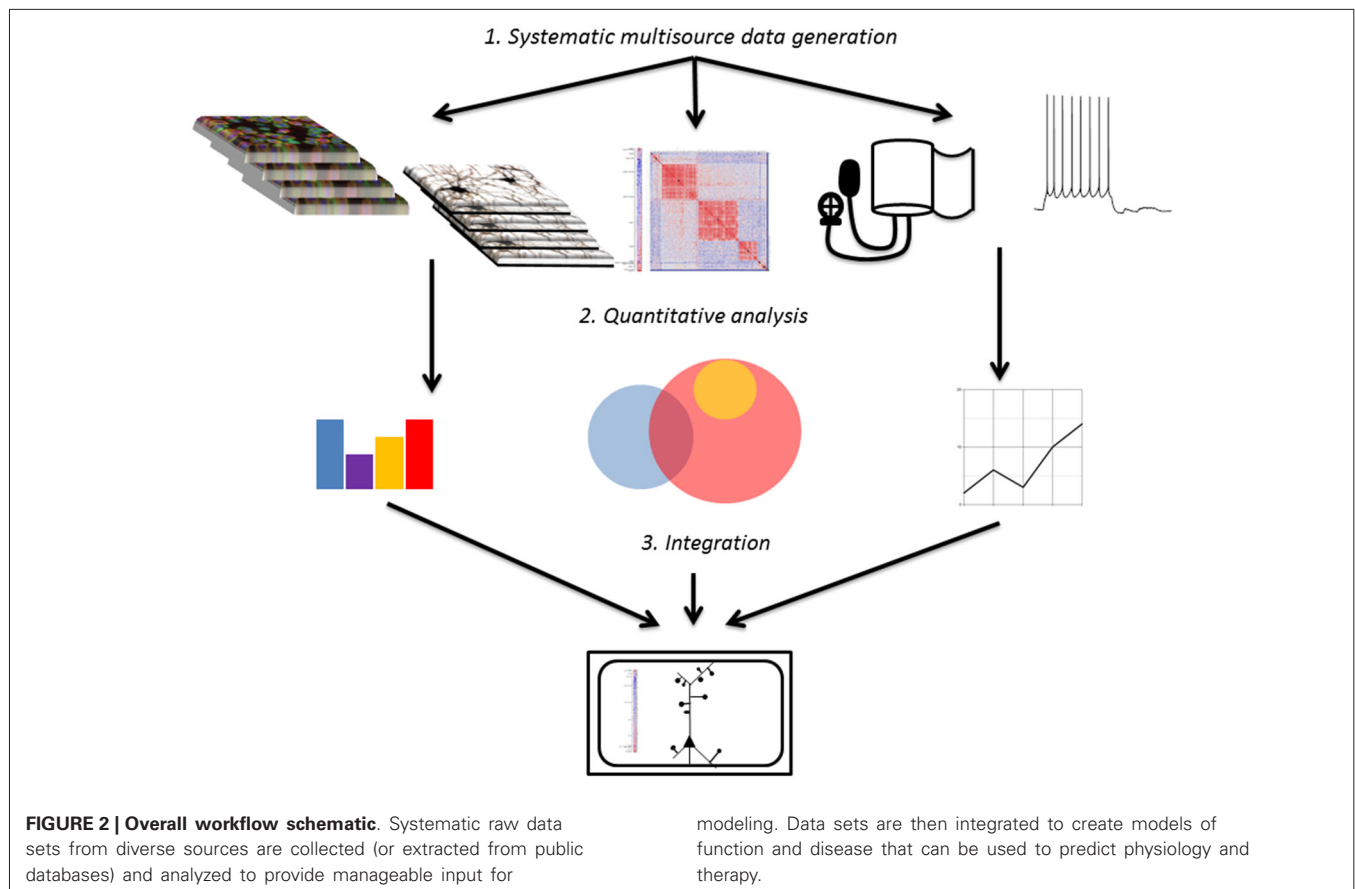 1. Systematic multisource data generation
2. Quantitative analysis
3. Integration
FIGURE 2 | Overall workflow schematic. Systematic raw data
sets from diverse sources are collected (or extracted from public
databases) and analyzed to provide manageable input for
modeling. Data sets are then integrated to create models of
function and disease that can be used to predict physiology and
therapy.